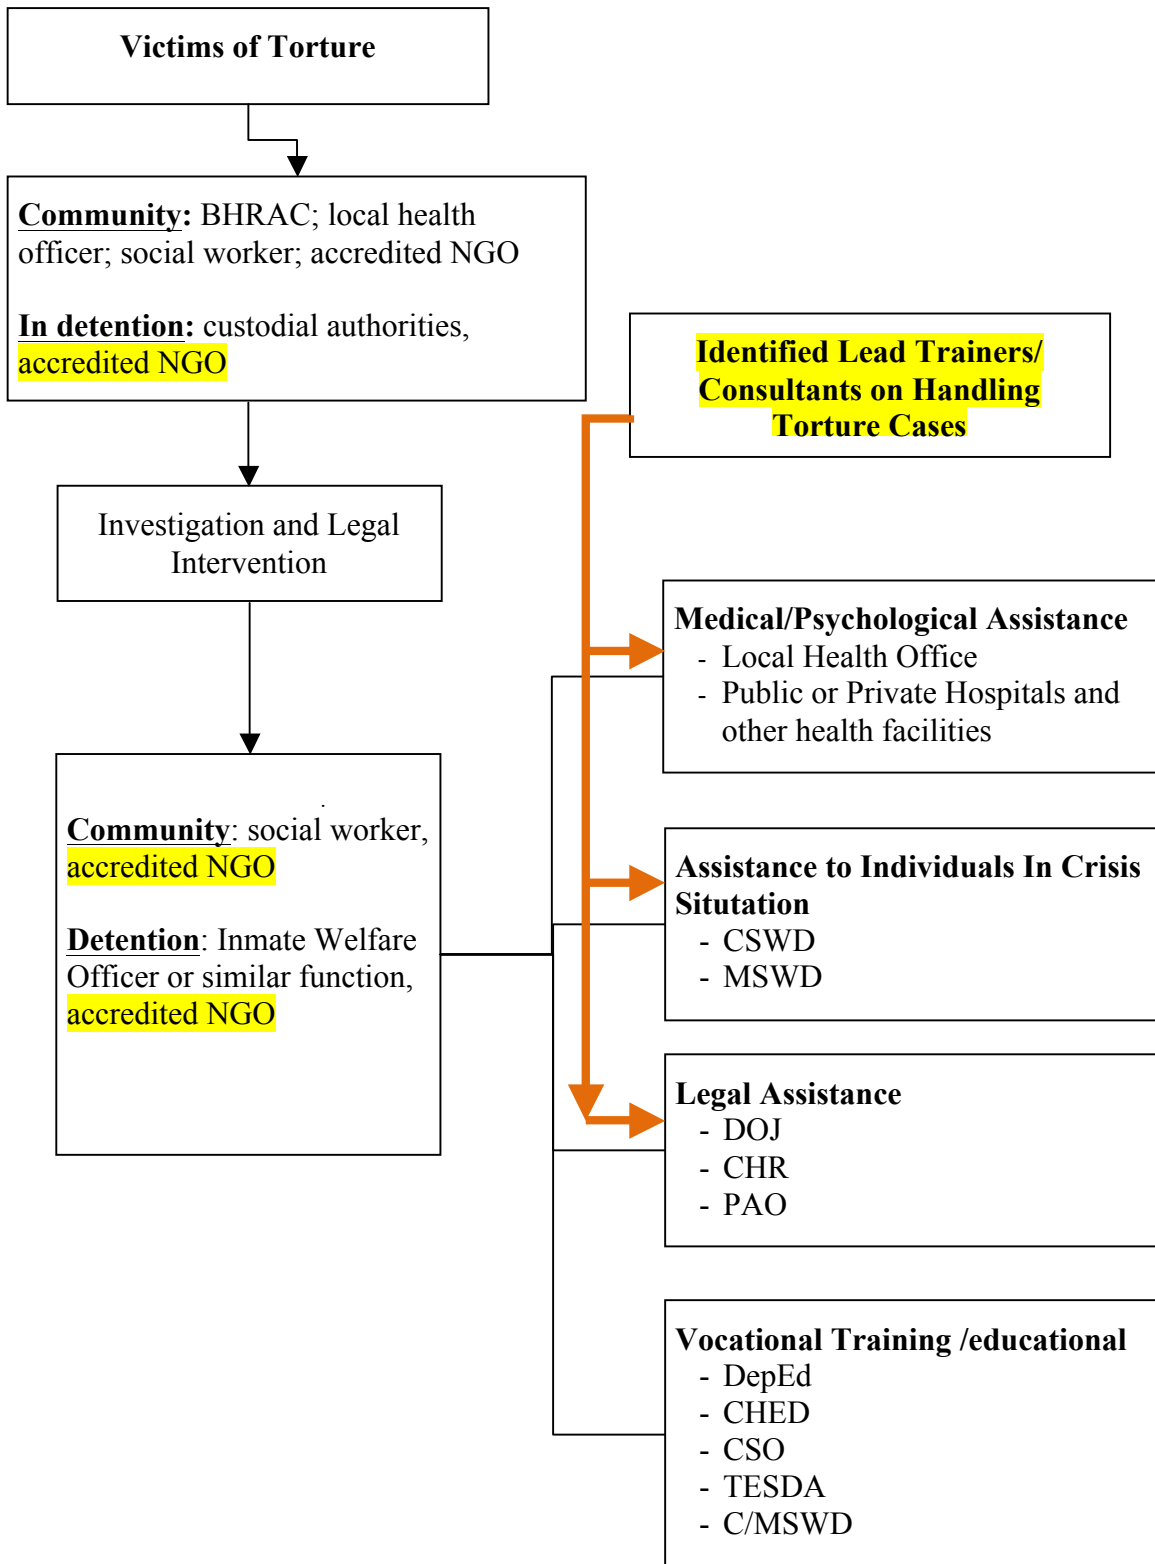 Victims of Torture
Community: BHRAC; local health
officer; social worker; accredited NGO
In detention: custodial authorities,
accredited NGO
Identified Lead Trainers/
Consultants on Handling
Torture Cases
Investigation and Legal
Intervention
Medical/Psychological Assistance
- Local Health Office
- Public or Private Hospitals and
other health facilities
Community: social worker,
accredited NGO
Detention: Inmate Welfare
Officer or similar function,
accredited NGO
Assistance to Individuals In Crisis
Situtation
- CSWD
- MSWD
Legal Assistance
- DOJ
- CHR
- PAO
Vocational Training /educational
- DepEd
- CHED
- CSO
- TESDA
- C/MSWD